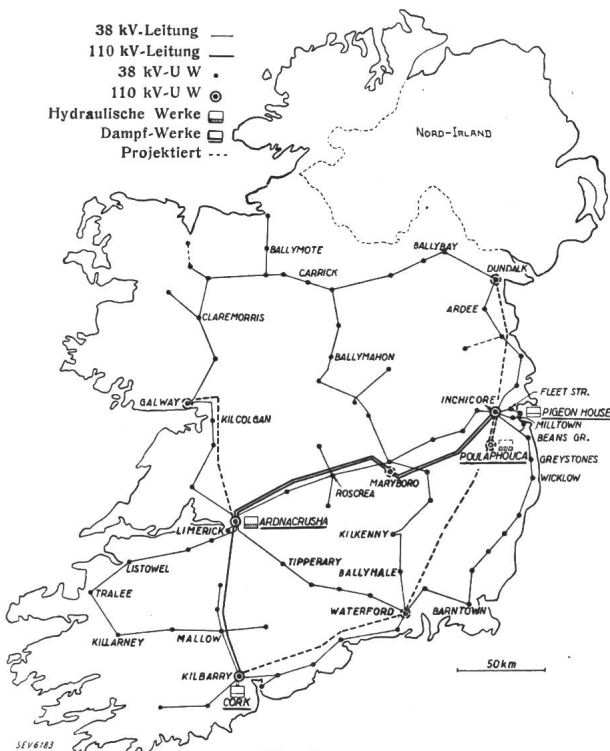 38 kV-Leitung
110 kV-Leitung
38 kV-U W
110 kV-U W
Hydraulische Werke
Dampf-Werke
Projektiert
NORD-IRLAND
BALLYMOTE
BALLYBAY
CARRICK
DUNDALK
ARDEE
CLAREMORRIS
BALLYMAHON
INCHICORE
FLEET STR.
GALWAY
PIGEON HOUSE
MILLTOWN
KILCOLGAN
BEANS GR.
POULAPHOUCA
GREYSTONES
MARYBORO
WICKLOW
ROSCREA
LIMERICK
ARDNACRUSHA
KILKENNY
LISTOWEL
TIPPERARY
BALLYHALE
TRALEE
WATERFORD
BARNTOWN
KILLARNEY
MALLOW
50km
KILBARRY
CORK
SEV6783